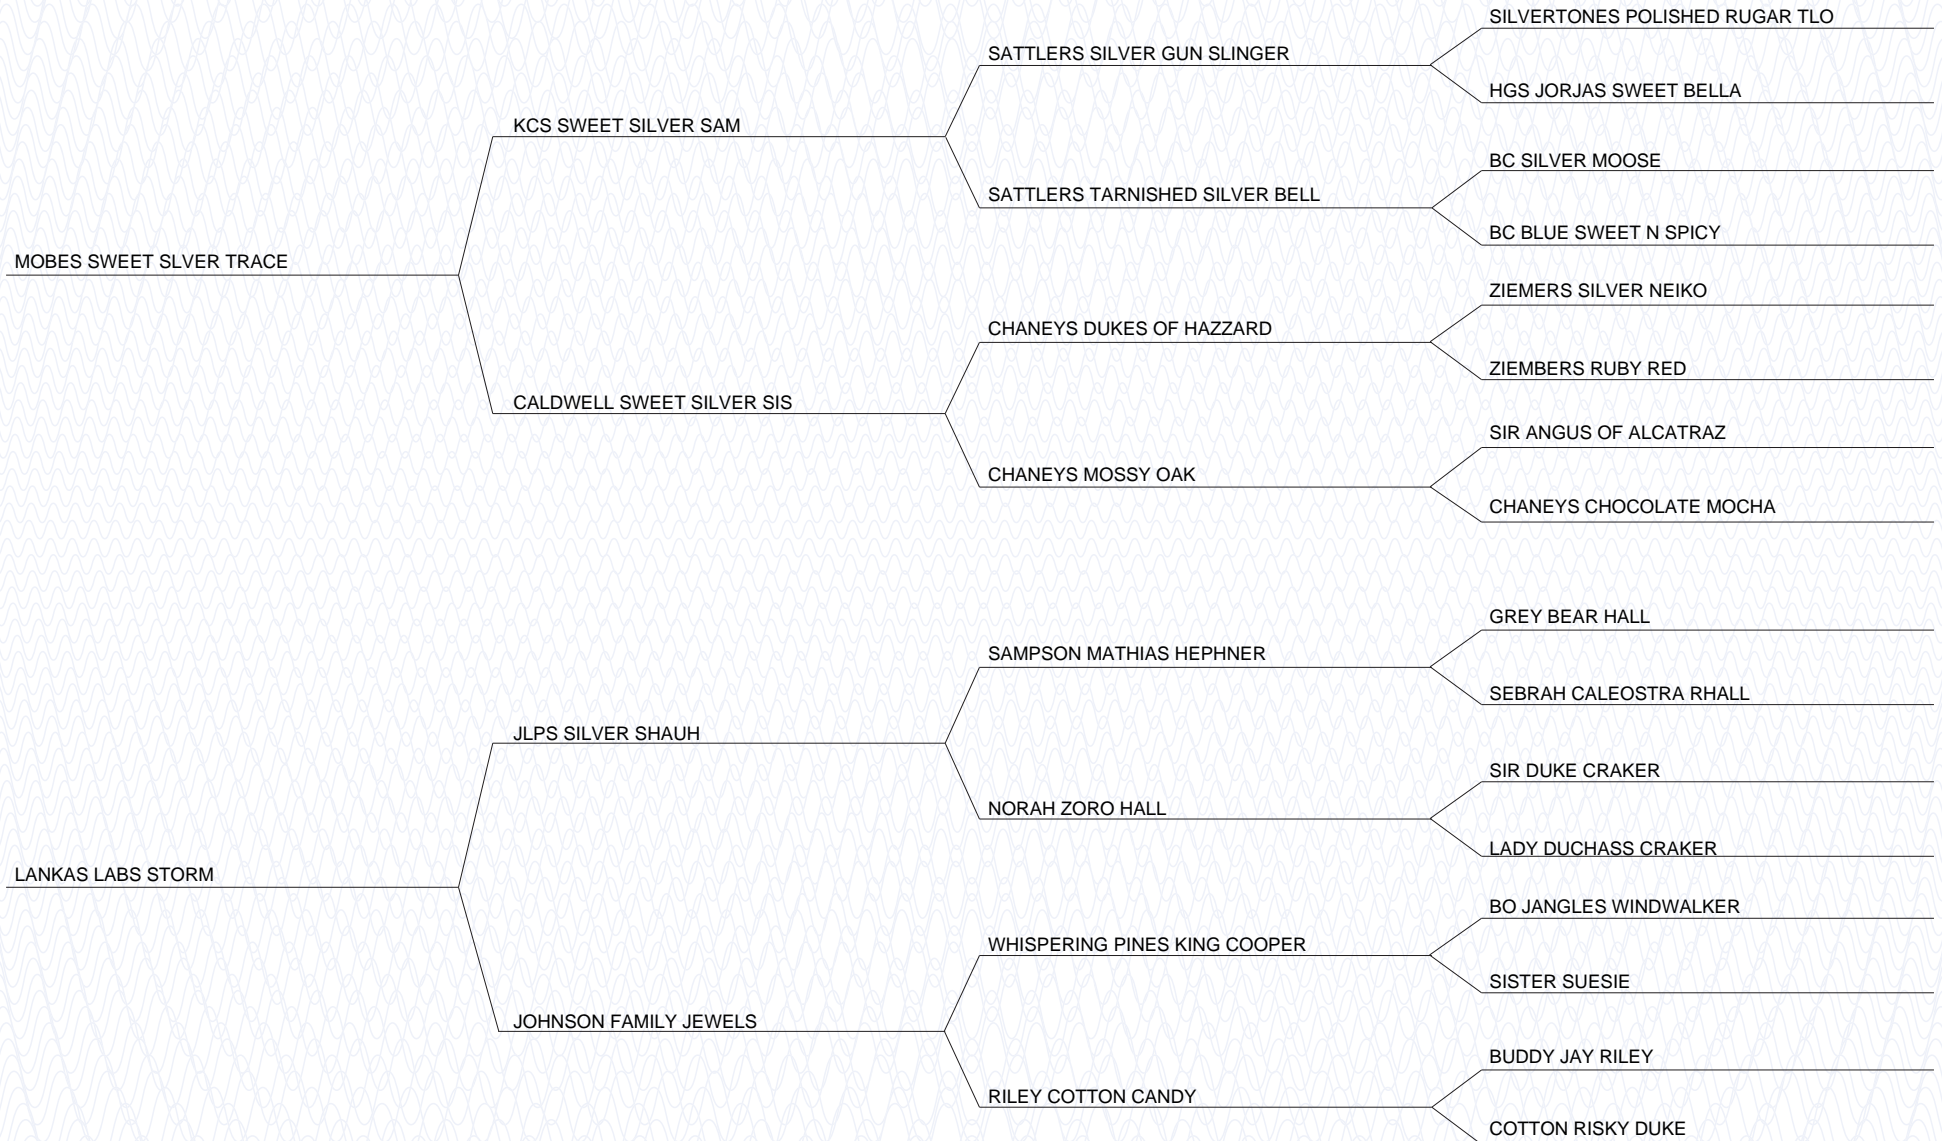 SILVERTONES POLISHED RUGAR TLO
SATTLERS SILVER GUN SLINGER
HGS JORJAS SWEET BELLA
KCS SWEET SILVER SAM
BC SILVER MOOSE
SATTLERS TARNISHED SILVER BELL
BC BLUE SWEET N SPICY
MOBES SWEET SLVER TRACE
ZIEMERS SILVER NEIKO
CHANEYS DUKES OF HAZZARD
ZIEMBERS RUBY RED
CALDWELL SWEET SILVER SIS
SIR ANGUS OF ALCATRAZ
CHANEYS MOSSY OAK
CHANEYS CHOCOLATE MOCHA
GREY BEAR HALL
SAMPSON MATHIAS HEPHNER
SEBRAH CALEOSTRA RHALL
JLPS SILVER SHAUH
SIR DUKE CRAKER
NORAH ZORO HALL
LADY DUCHASS CRAKER
LANKAS LABS STORM
BO JANGLES WINDWALKER
WHISPERING PINES KING COOPER
SISTER SUESIE
JOHNSON FAMILY JEWELS
BUDDY JAY RILEY
RILEY COTTON CANDY
COTTON RISKY DUKE